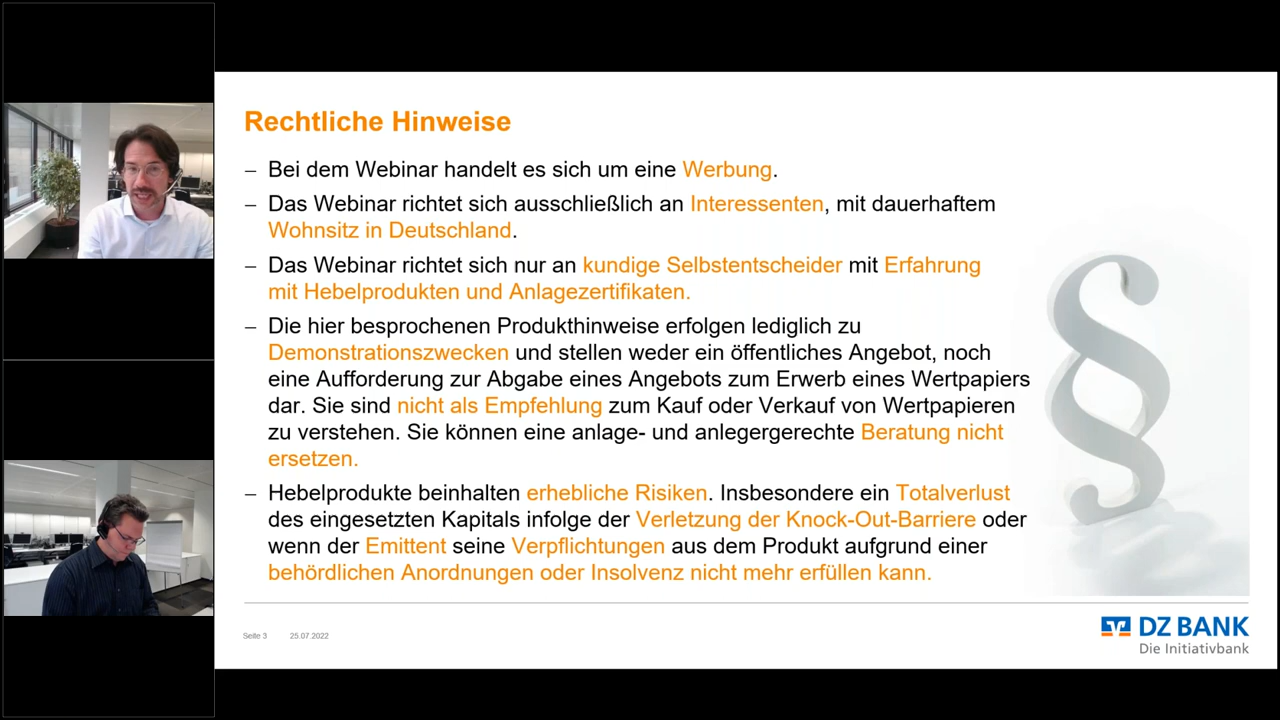 Rechtliche Hinweise
– Bei dem Webinar handelt es sich um eine Werbung.
– Das Webinar richtet sich ausschließlich an Interessenten, mit dauerhaftem
Wohnsitz in Deutschland.
– Das Webinar richtet sich nur an kundige Selbstentscheider mit Erfahrung
mit Hebelprodukten und Anlagezertifikaten.
– Die hier besprochenen Produkthinweise erfolgen lediglich zu
Demonstrationszwecken und stellen weder ein öffentliches Angebot, noch
eine Aufforderung zur Abgabe eines Angebots zum Erwerb eines Wertpapiers
dar. Sie sind nicht als Empfehlung zum Kauf oder Verkauf von Wertpapieren
zu verstehen. Sie können eine anlage- und anlegergerechte Beratung nicht
ersetzen.
– Hebelprodukte beinhalten erhebliche Risiken. Insbesondere ein Totalverlust
des eingesetzten Kapitals infolge der Verletzung der Knock-Out-Barriere oder
wenn der Emittent seine Verpflichtungen aus dem Produkt aufgrund einer
behördlichen Anordnungen oder Insolvenz nicht mehr erfüllen kann.
§
Seite 3 25.07.2022
DZ BANK
Die Initiativbank